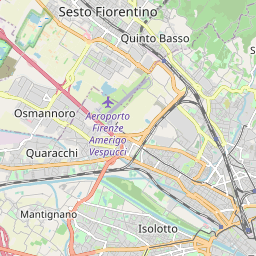 Sesto Fiorentino
Quinto Basso
Osmannoro
Aeroporto
Firenze
Amerigo
Vespucci
Quaracchi
Mantignano
Isolotto